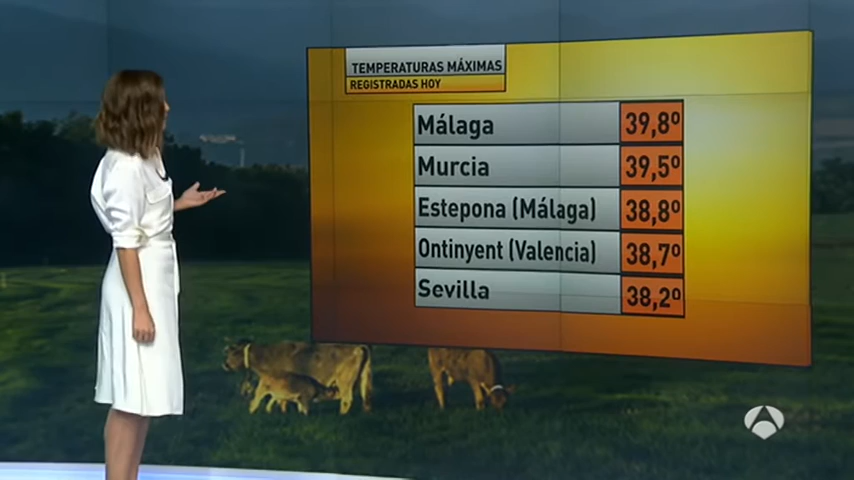 TEMPERATURAS MÁXIMAS
REGISTRADAS HOY
Málaga 39,8º
Murcia 39,5º
Estepona (Málaga) 38,8º
Ontinyent (Valencia) 38,7º
Sevilla 38,2º